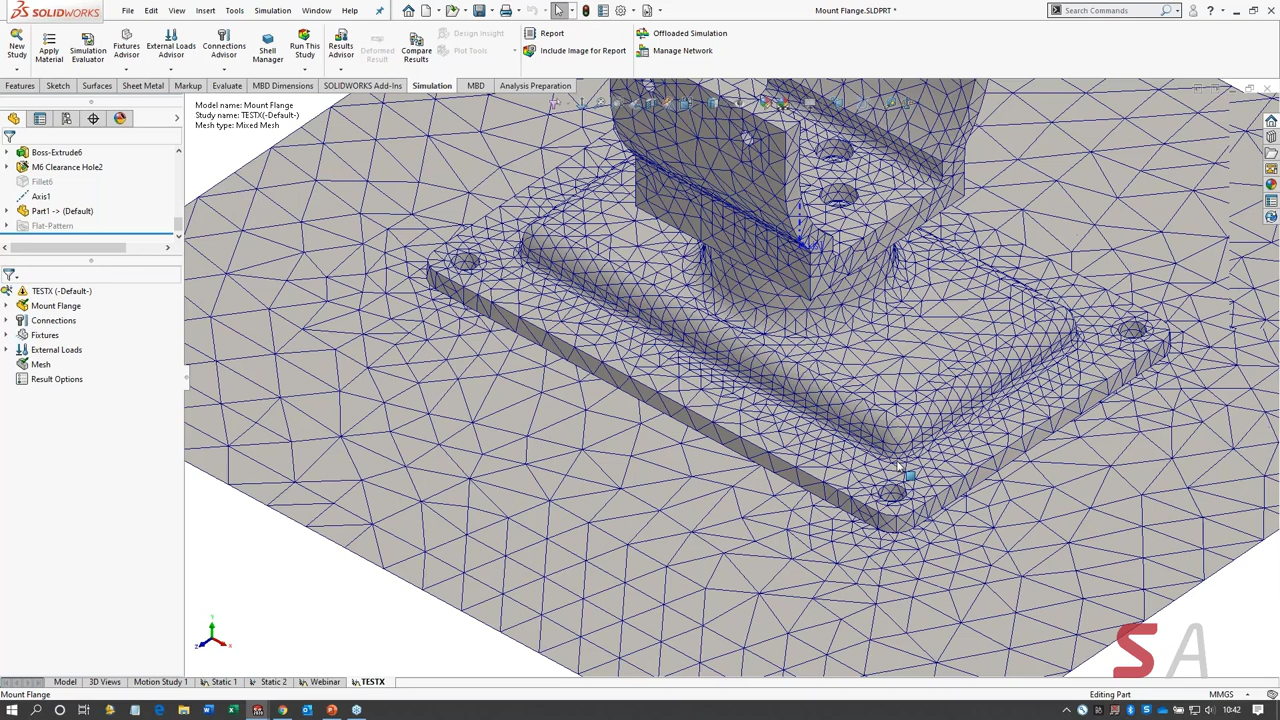 SOLIDWORKS
File Edit View Insert Tools Simulation Window Help
Mount Flange.SLDPRT *
Search Commands
New Study
Apply Material
Simulation Evaluator
Fixtures Advisor
External Loads Advisor
Connections Advisor
Shell Manager
Run This Study
Results Advisor
Deformed Result
Compare Results
Design Insight
Plot Tools
Report
Include Image for Report
Offloaded Simulation
Manage Network
Features Sketch Surfaces Sheet Metal Markup Evaluate MBD Dimensions SOLIDWORKS Add-Ins Simulation MBD Analysis Preparation
Model name: Mount Flange
Study name: TESTX(-Default-)
Mesh type: Mixed Mesh
Boss-Extrude6
M6 Clearance Hole2
Fillet6
Axis1
Part1 -> (Default)
Flat-Pattern
TESTX (-Default-)
Mount Flange
Connections
Fixtures
External Loads
Mesh
Result Options
Y
Z X
SA
Model 3D Views Motion Study 1 Static 1 Static 2 Webinar TESTX
Mount Flange
Editing Part
MMGS
10:42